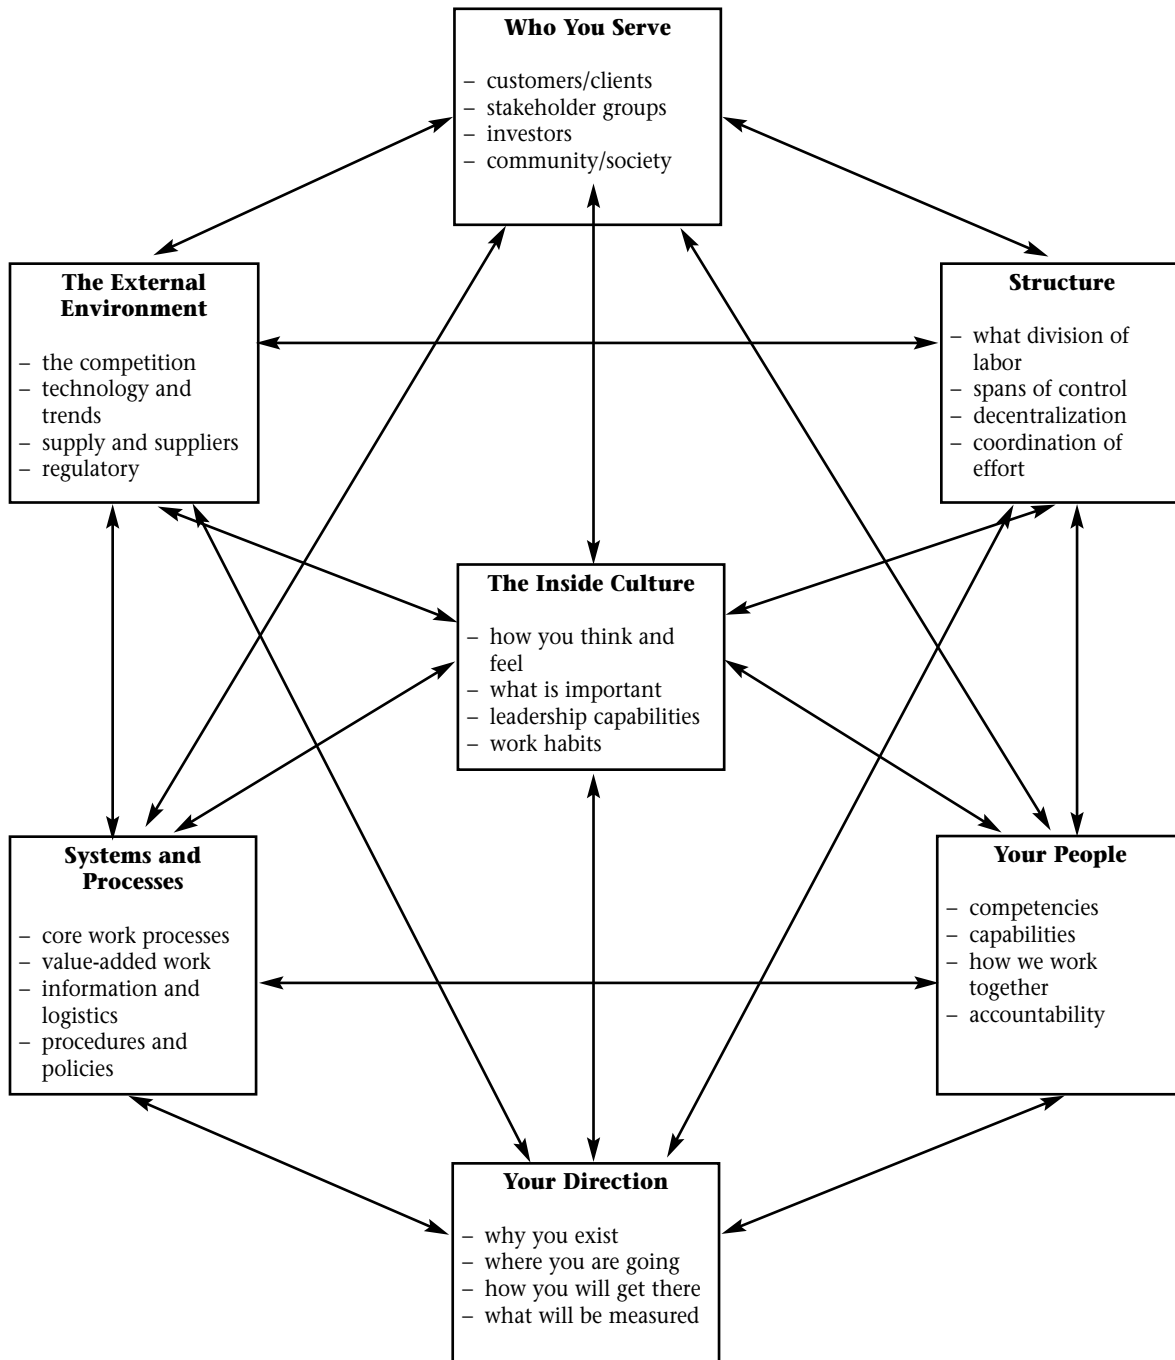 Who You Serve
– customers/clients
– stakeholder groups
– investors
– community/society
The External
Environment
– the competition
– technology and
trends
– supply and suppliers
– regulatory
Structure
– what division of
labor
– spans of control
– decentralization
– coordination of
effort
The Inside Culture
– how you think and
feel
– what is important
– leadership capabilities
– work habits
Systems and
Processes
– core work processes
– value-added work
– information and
logistics
– procedures and
policies
Your People
– competencies
– capabilities
– how we work
together
– accountability
Your Direction
– why you exist
– where you are going
– how you will get there
– what will be measured